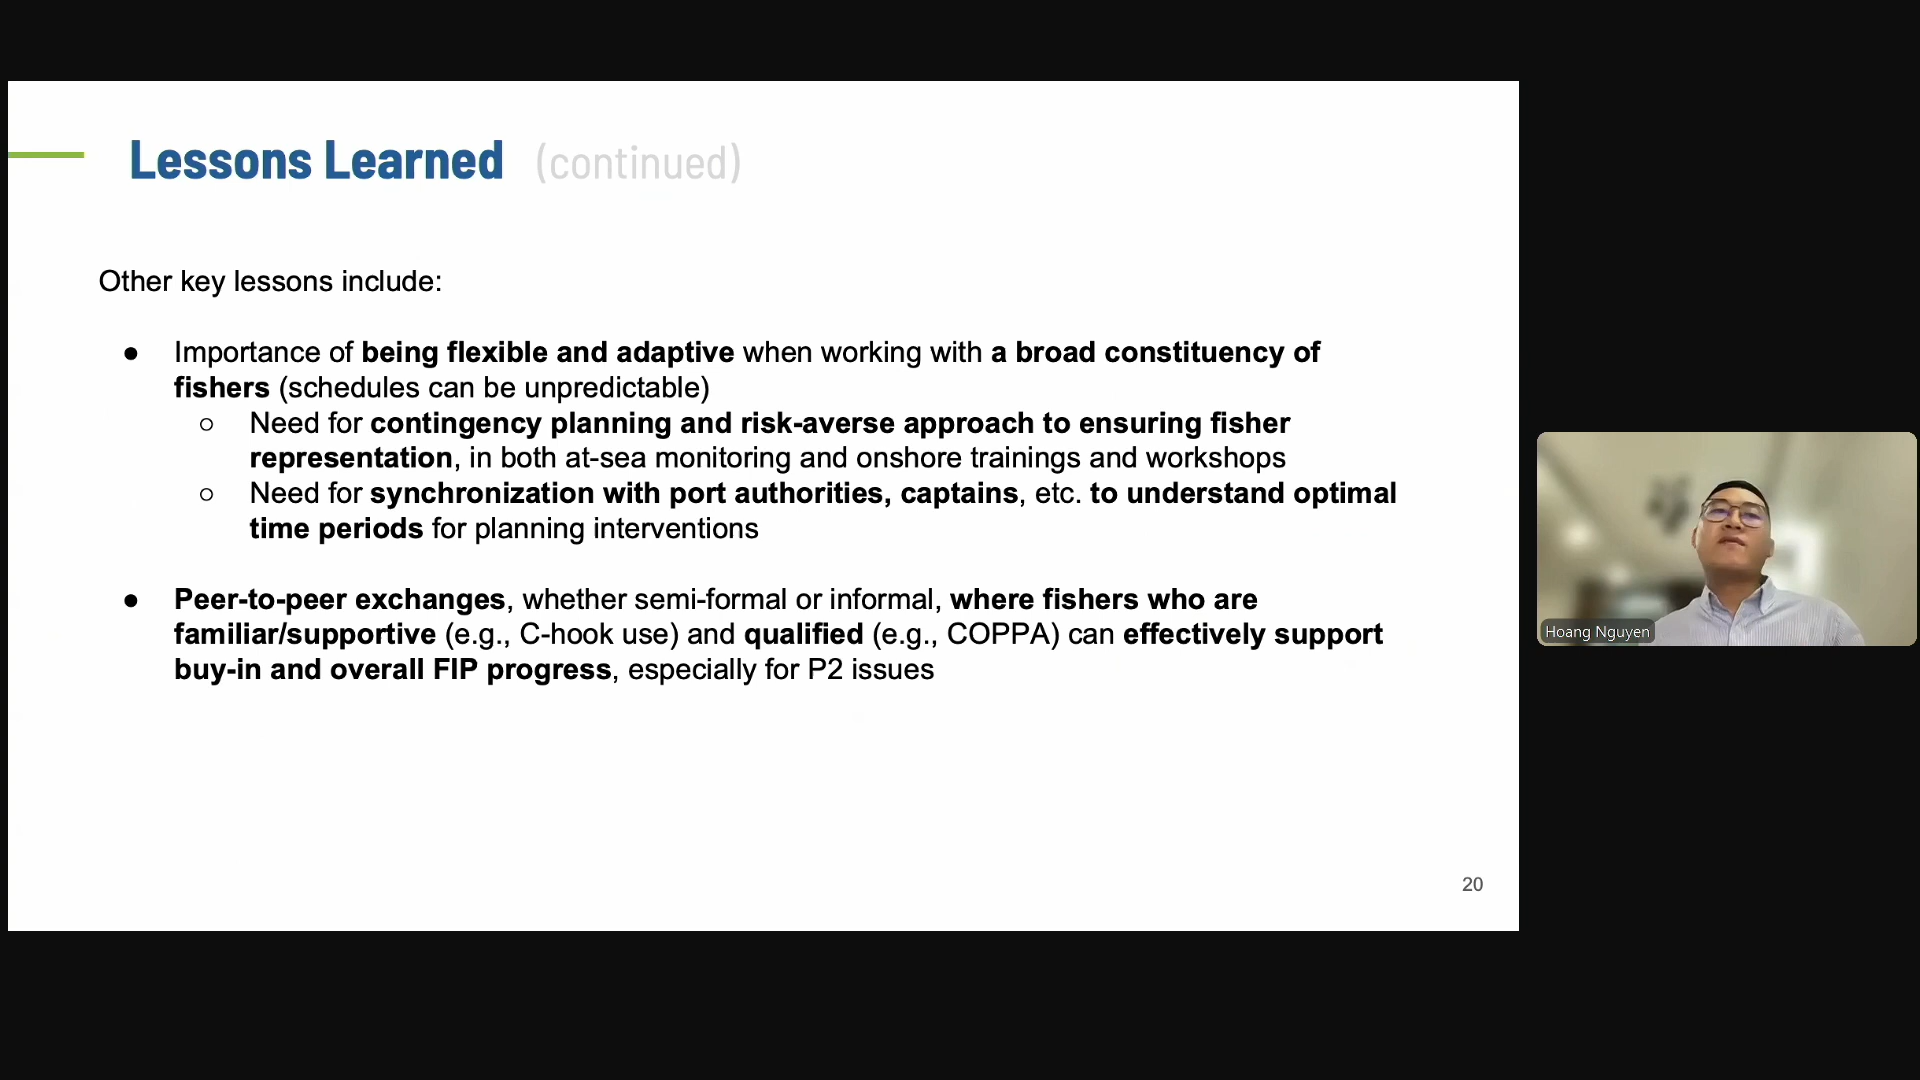 Lessons Learned (continued)
Other key lessons include:
● Importance of being flexible and adaptive when working with a broad constituency of
fishers (schedules can be unpredictable)
○ Need for contingency planning and risk-averse approach to ensuring fisher
representation, in both at-sea monitoring and onshore trainings and workshops
○ Need for synchronization with port authorities, captains, etc. to understand optimal
time periods for planning interventions
● Peer-to-peer exchanges, whether semi-formal or informal, where fishers who are
familiar/supportive (e.g., C-hook use) and qualified (e.g., COPPA) can effectively support
buy-in and overall FIP progress, especially for P2 issues
20
Hoang Nguyen